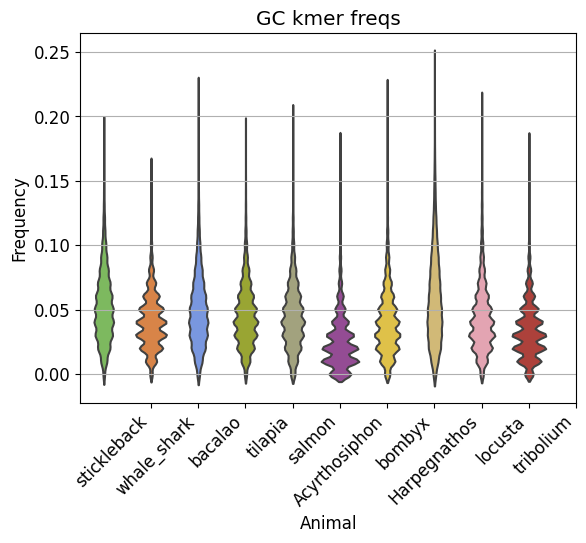 GC kmer freqs
Frequency
0.25
0.20
0.15
0.10
0.05
0.00
stickleback
whale_shark
bacalao
tilapia
salmon
Acyrthosiphon
bombyx
Harpegnathos
locusta
tribolium
Animal